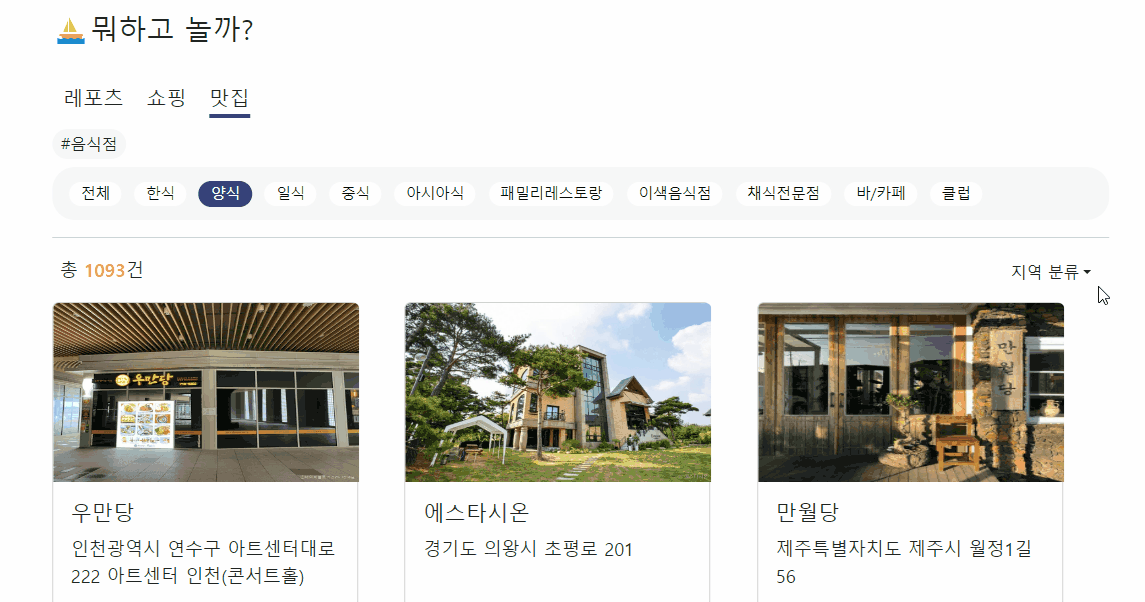 뭐하고 놀까?
레포츠 쇼핑 맛집
#음식점
전체 한식 양식 일식 중식 아시아식 패밀리레스토랑 이색음식점 채식전문점 바/카페 클럽
총 1093건
지역 분류
우만당
만월당
우만당
인천광역시 연수구 아트센터대로
222 아트센터 인천(콘서트홀)
에스타시온
경기도 의왕시 초평로 201
만월당
제주특별자치도 제주시 월정1길
56